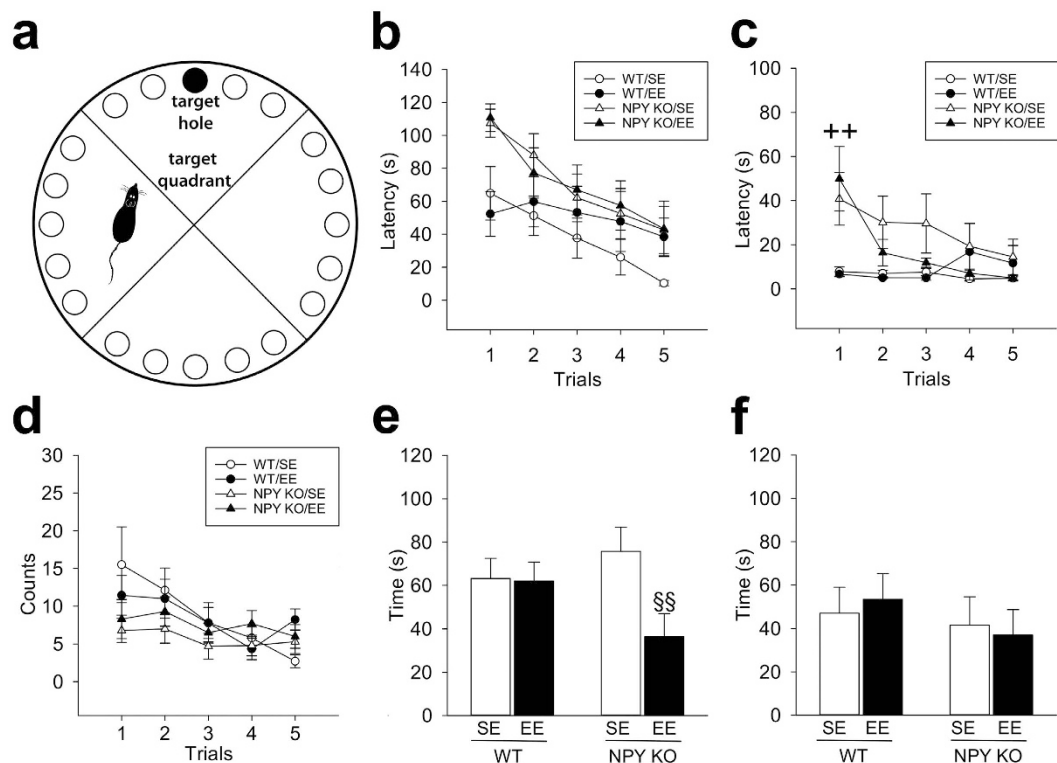 a
target
hole
target
quadrant
b
WT/SE
WT/EE
NPY KO/SE
NPY KO/EE
Latency (s)
140
120
100
80
60
40
20
0
1 2 3 4 5
Trials
c
WT/SE
WT/EE
NPY KO/SE
NPY KO/EE
++
Latency (s)
100
80
60
40
20
0
1 2 3 4 5
Trials
d
WT/SE
WT/EE
NPY KO/SE
NPY KO/EE
Counts
30
25
20
15
10
5
0
1 2 3 4 5
Trials
e
Time (s)
120
100
80
60
40
20
0
§§
SE EE SE EE
WT NPY KO
f
Time (s)
120
100
80
60
40
20
0
SE EE SE EE
WT NPY KO